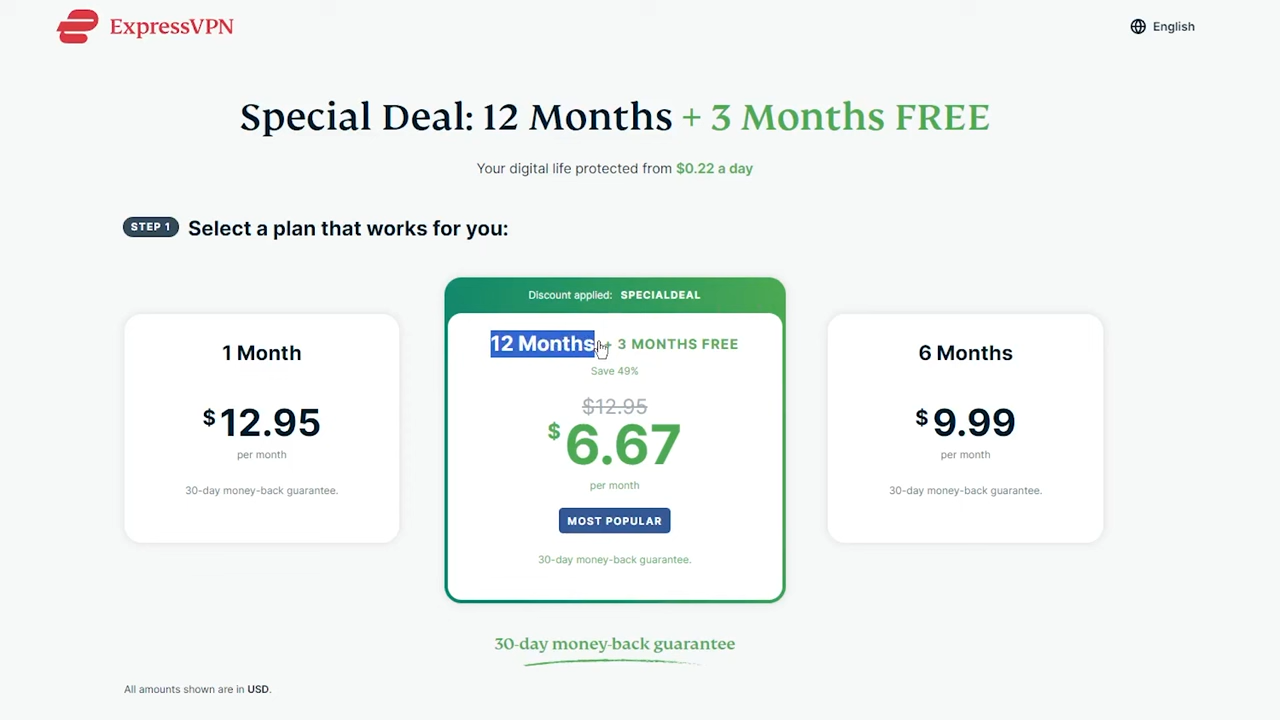 ExpressVPN
English
Special Deal: 12 Months + 3 Months FREE
Your digital life protected from $0.22 a day
STEP 1 Select a plan that works for you:
1 Month
$12.95
per month
30-day money-back guarantee.
Discount applied: SPECIALDEAL
12 Months + 3 MONTHS FREE
Save 49%
$12.95
$6.67
per month
MOST POPULAR
30-day money-back guarantee.
6 Months
$9.99
per month
30-day money-back guarantee.
30-day money-back guarantee
All amounts shown are in USD.